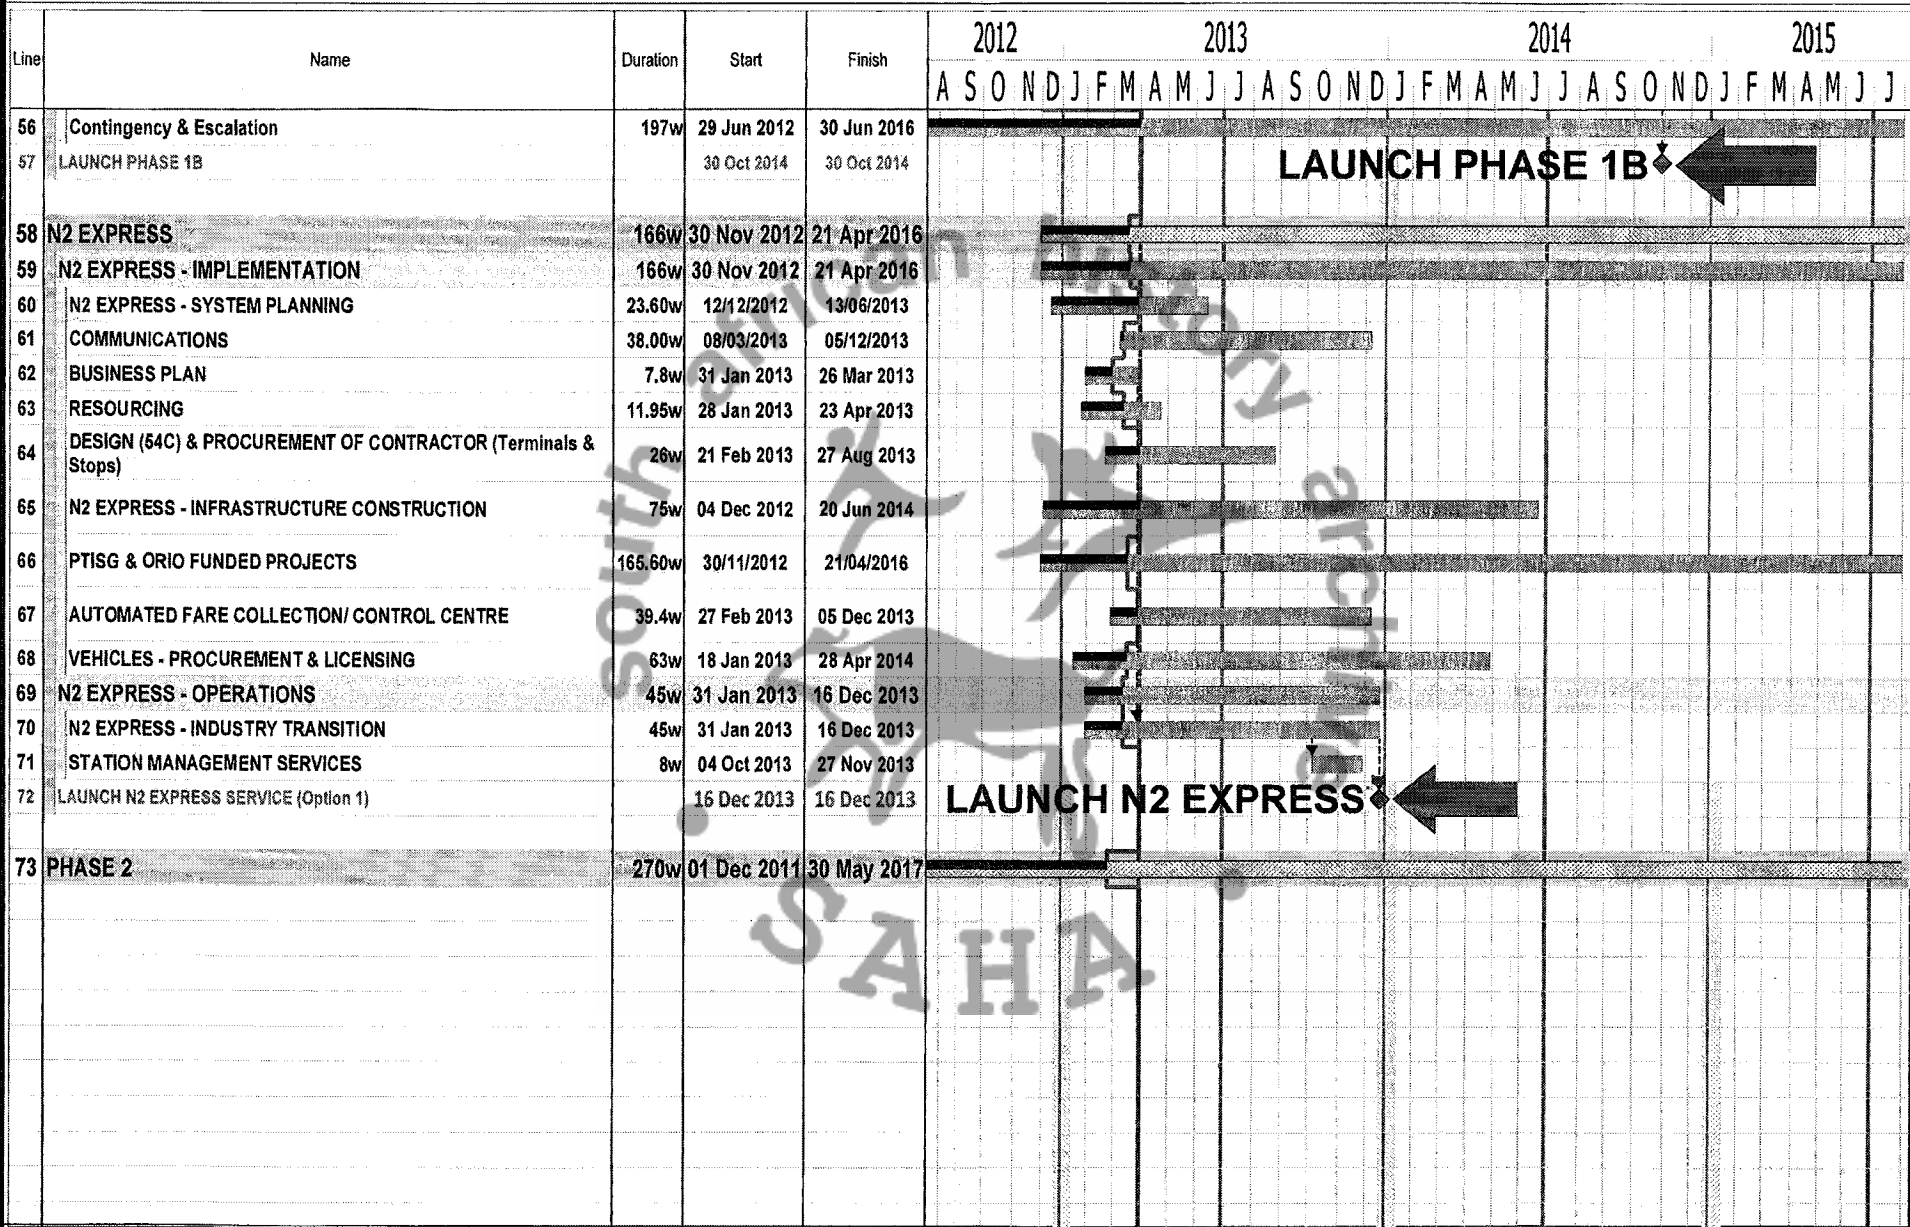 2012 2013 2014 2015
Line Name Duration Start Finish
A S O N D J F M A M J J A S O N D J F M A M J J A S O N D J F M A M J J
56 Contingency & Escalation 197w 29 Jun 2012 30 Jun 2016
57 LAUNCH PHASE 1B 30 Oct 2014 30 Oct 2014 LAUNCH PHASE 1B
58 N2 EXPRESS 166w 30 Nov 2012 21 Apr 2016
59 N2 EXPRESS - IMPLEMENTATION 166w 30 Nov 2012 21 Apr 2016
60 N2 EXPRESS - SYSTEM PLANNING 23.60w 12/12/2012 13/06/2013
61 COMMUNICATIONS 38.00w 08/03/2013 05/12/2013
62 BUSINESS PLAN 7.8w 31 Jan 2013 26 Mar 2013
63 RESOURCING 11.95w 28 Jan 2013 23 Apr 2013
64 DESIGN (54C) & PROCUREMENT OF CONTRACTOR (Terminals &
Stops) 26w 21 Feb 2013 27 Aug 2013
65 N2 EXPRESS - INFRASTRUCTURE CONSTRUCTION 75w 04 Dec 2012 20 Jun 2014
66 PTISG & ORIO FUNDED PROJECTS 165.60w 30/11/2012 21/04/2016
67 AUTOMATED FARE COLLECTION/ CONTROL CENTRE 39.4w 27 Feb 2013 05 Dec 2013
68 VEHICLES - PROCUREMENT & LICENSING 63w 18 Jan 2013 28 Apr 2014
69 N2 EXPRESS - OPERATIONS 45w 31 Jan 2013 16 Dec 2013
70 N2 EXPRESS - INDUSTRY TRANSITION 45w 31 Jan 2013 16 Dec 2013
71 STATION MANAGEMENT SERVICES 8w 04 Oct 2013 27 Nov 2013
72 LAUNCH N2 EXPRESS SERVICE (Option 1) 16 Dec 2013 16 Dec 2013 LAUNCH N2 EXPRESS
73 PHASE 2 270w 01 Dec 2011 30 May 2017
south african history archive
SAHA